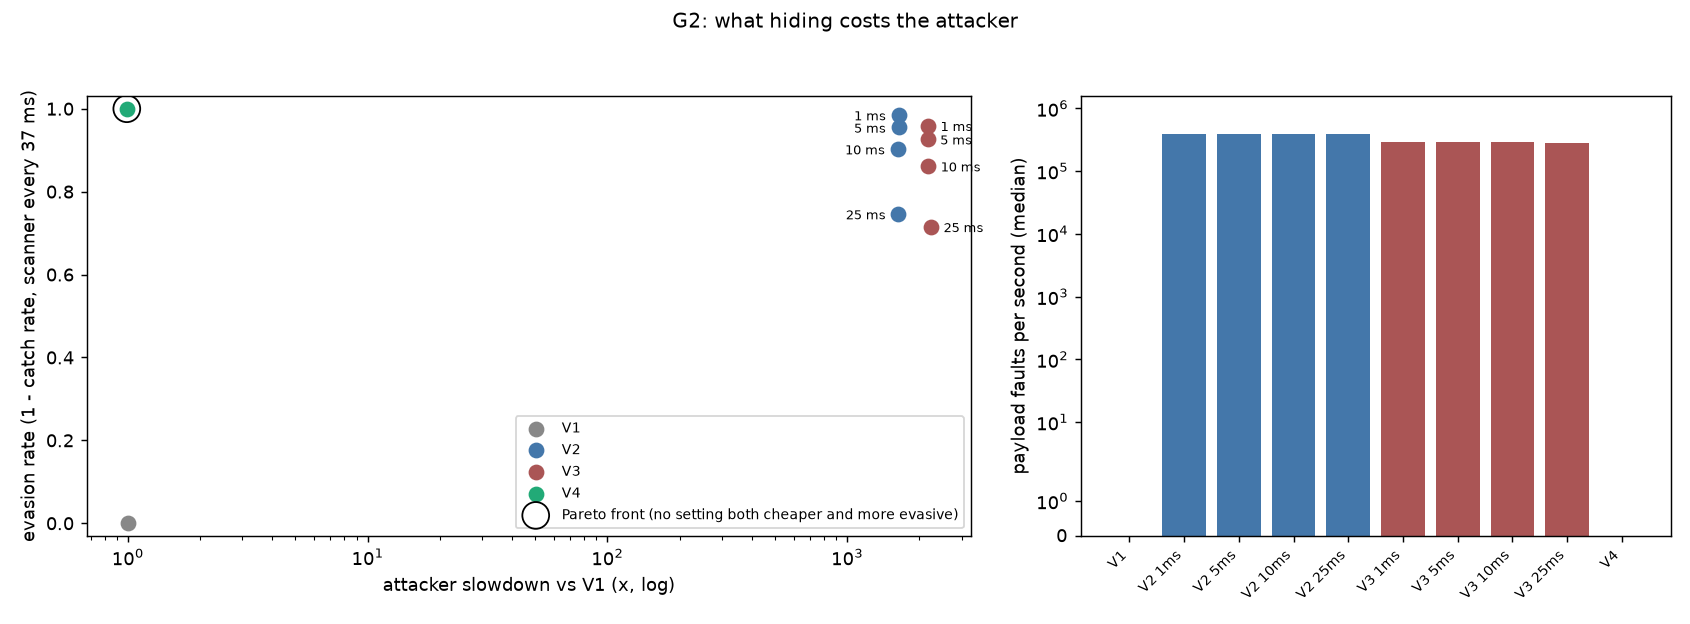 G2: what hiding costs the attacker
evasion rate (1 - catch rate, scanner every 37 ms)
1.0
0.8
0.6
0.4
0.2
0.0
1 ms
5 ms
10 ms
25 ms
1 ms
5 ms
10 ms
25 ms
V1
V2
V3
V4
Pareto front (no setting both cheaper and more evasive)
10⁰
10¹
10²
10³
attacker slowdown vs V1 (x, log)
payload faults per second (median)
10⁶
10⁵
10⁴
10³
10²
10¹
10⁰
0
V1
V2 1ms
V2 5ms
V2 10ms
V2 25ms
V3 1ms
V3 5ms
V3 10ms
V3 25ms
V4